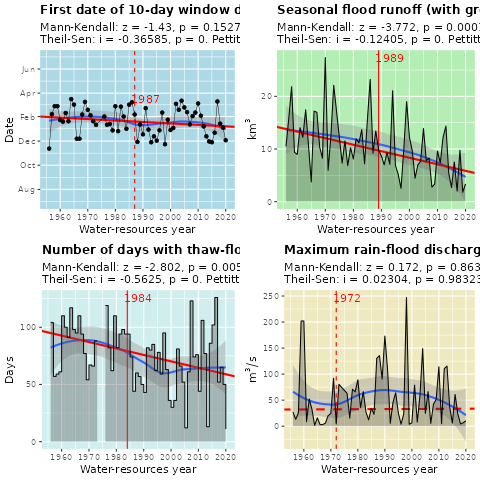 First date of 10-day window d
Mann-Kendall: z = -1.43, p = 0.1527
Theil-Sen: i = -0.36585, p = 0. Pettitt
Date
Jun
Apr
Feb
Dec
Oct
Aug
1987
1960 1970 1980 1990 2000 2010 2020
Water-resources year
Seasonal flood runoff (with gr
Mann-Kendall: z = -3.772, p = 0.000
Theil-Sen: i = -0.12405, p = 0. Pettitt
km³
20
10
0
1989
1960 1970 1980 1990 2000 2010 2020
Water-resources year
Number of days with thaw-flo
Mann-Kendall: z = -2.802, p = 0.005
Theil-Sen: i = -0.5625, p = 0. Pettitt
Days
100
50
0
1984
1960 1970 1980 1990 2000 2010 2020
Water-resources year
Maximum rain-flood discharg
Mann-Kendall: z = 0.172, p = 0.863
Theil-Sen: i = 0.02304, p = 0.98323
m³/s
250
200
150
100
50
0
1972
1960 1970 1980 1990 2000 2010 2020
Water-resources year